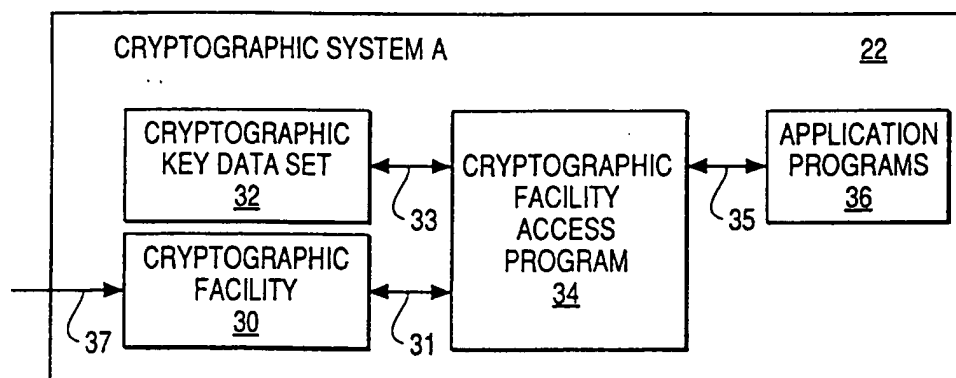 CRYPTOGRAPHIC SYSTEM A
22
CRYPTOGRAPHIC
KEY DATA SET
32
33
CRYPTOGRAPHIC
FACILITY
30
31
37
CRYPTOGRAPHIC
FACILITY
ACCESS
PROGRAM
34
35
APPLICATION
PROGRAMS
36